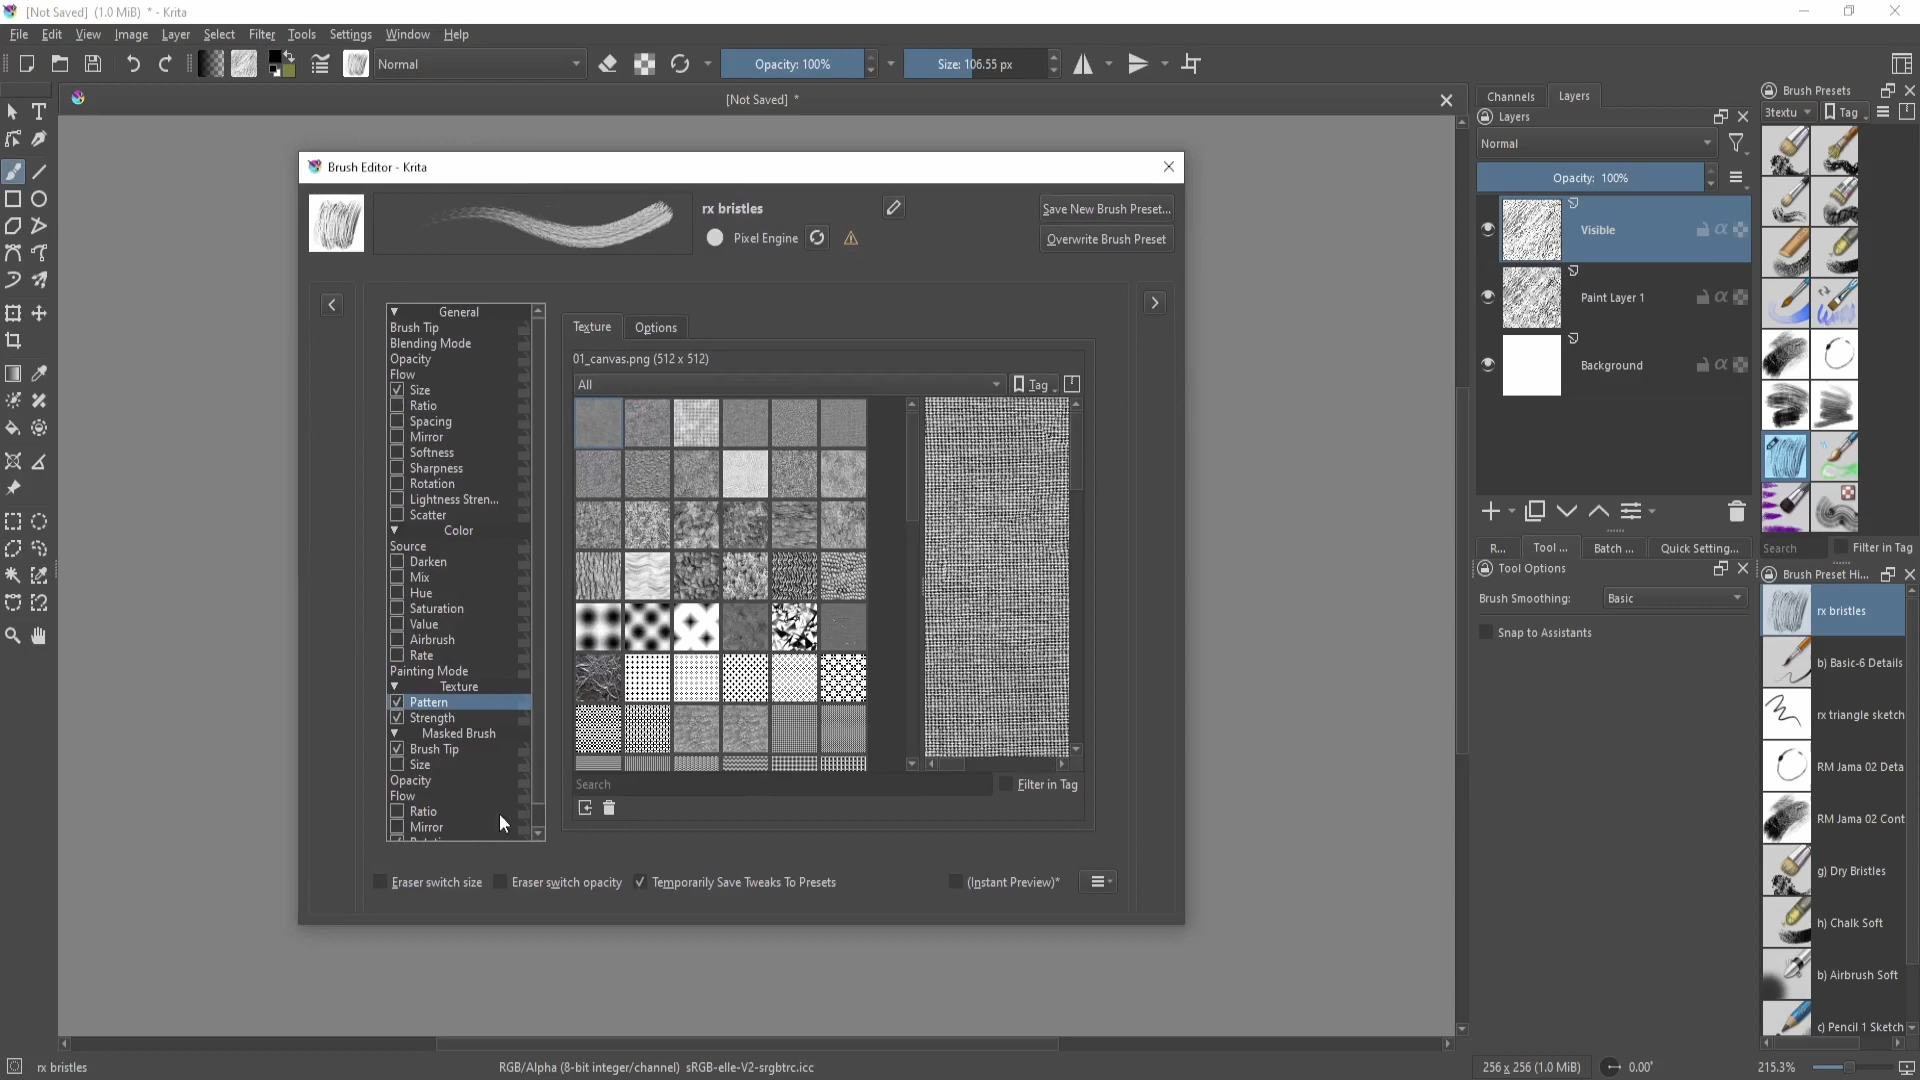 [Not Saved] (1.0 MiB) * - Krita
File Edit View Image Layer Select Filter Tools Settings Window Help
Normal
Opacity: 100%
Size: 106.55 px
[Not Saved] *
Brush Editor - Krita
rx bristles
Pixel Engine
Save New Brush Preset...
Overwrite Brush Preset
General
Brush Tip
Blending Mode
Opacity
Flow
Size
Ratio
Spacing
Mirror
Softness
Sharpness
Rotation
Lightness Stren...
Scatter
Color
Source
Darken
Mix
Hue
Saturation
Value
Airbrush
Rate
Painting Mode
Texture
Pattern
Strength
Masked Brush
Brush Tip
Size
Opacity
Flow
Ratio
Mirror
Texture Options
01_canvas.png (512 x 512)
All
Tag
Search
Filter in Tag
Eraser switch size
Eraser switch opacity
Temporarily Save Tweaks To Presets
(Instant Preview)*
Channels Layers
Layers
Normal
Opacity: 100%
Visible
Paint Layer 1
Background
R... Tool ... Batch ... Quick Setting...
Tool Options
Brush Smoothing: Basic
Snap to Assistants
Brush Presets
3textu
Tag
Search
Filter in Tag
Brush Preset Hi...
rx bristles
b) Basic-6 Details
rx triangle sketch
RM Jama 02 Deta
RM Jama 02 Cont
g) Dry Bristles
h) Chalk Soft
b) Airbrush Soft
c) Pencil 1 Sketch
rx bristles
RGB/Alpha (8-bit integer/channel) sRGB-elle-V2-srgbtrc.icc
256 x 256 (1.0 MiB)
0.00°
215.3%